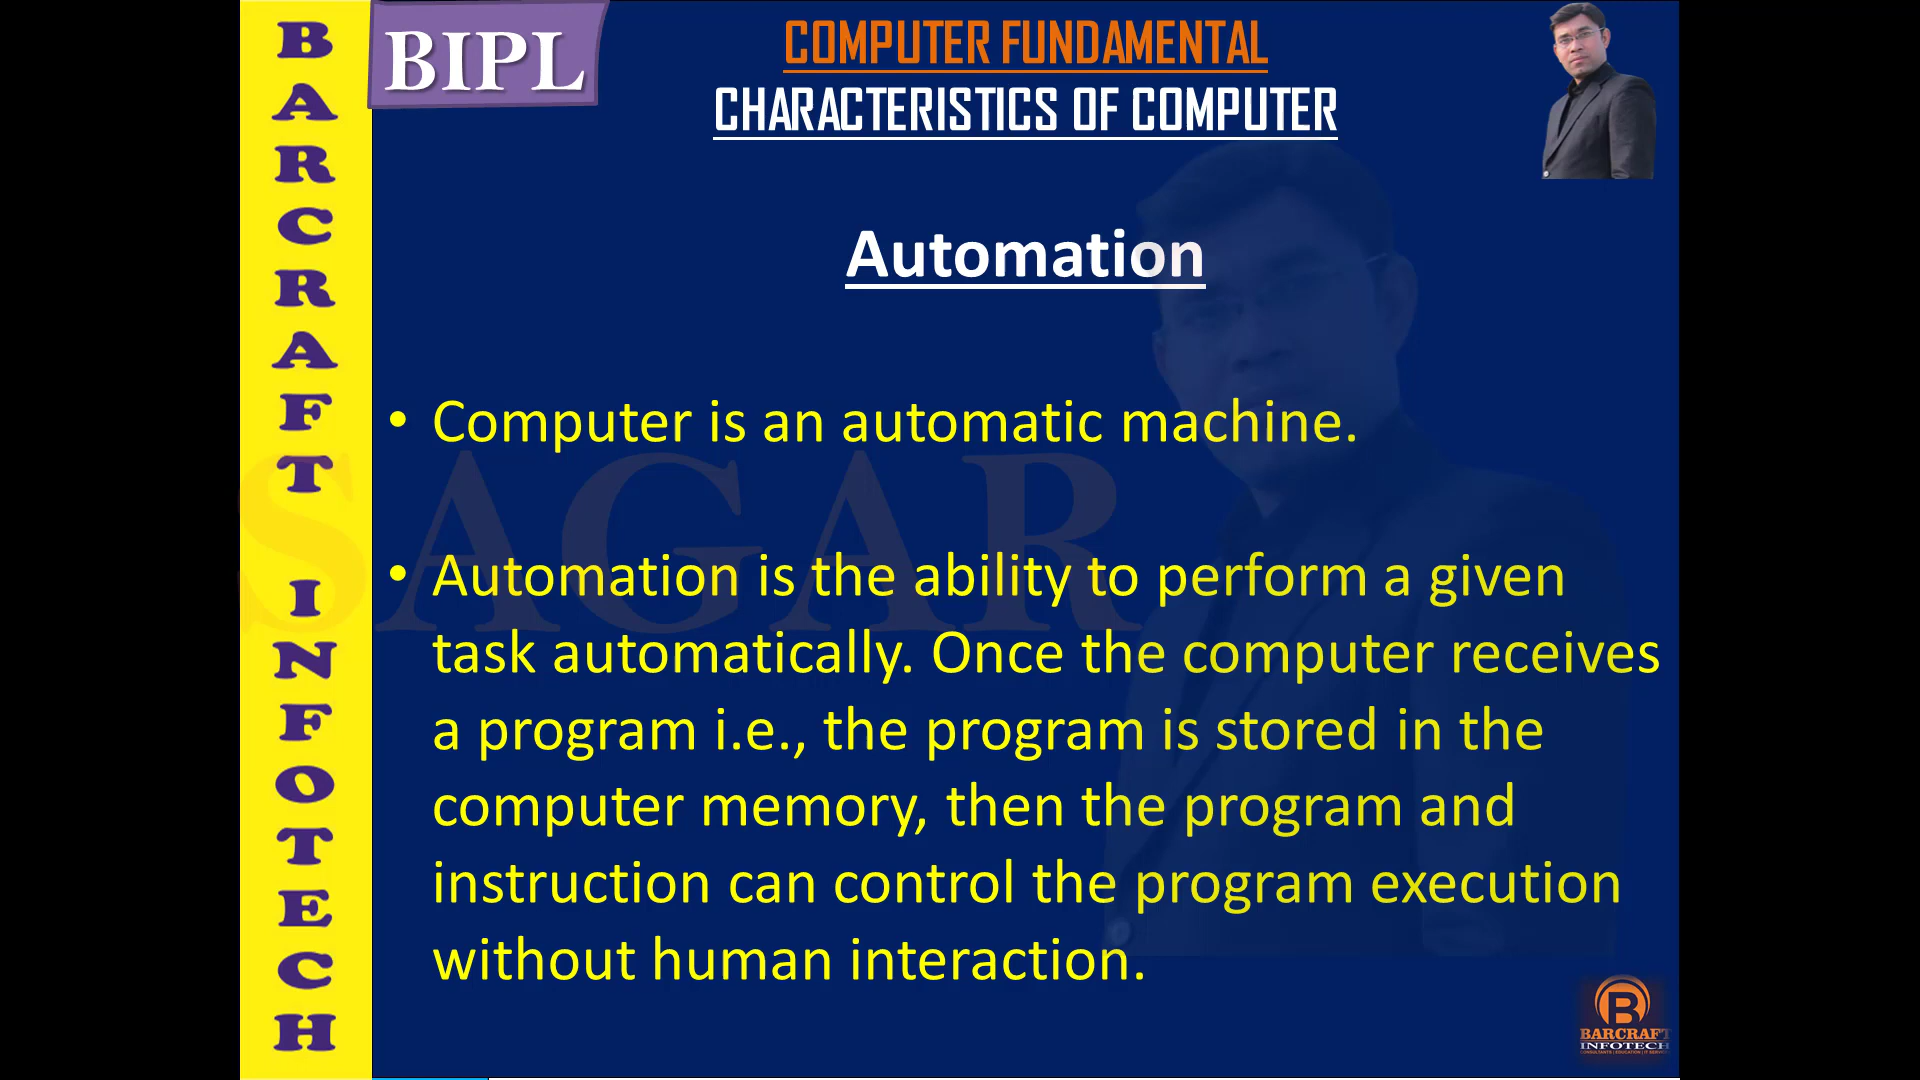 BARCRAFT INFOTECH
BIPL
COMPUTER FUNDAMENTAL
CHARACTERISTICS OF COMPUTER
Automation
• Computer is an automatic machine.
SAGAR
• Automation is the ability to perform a given
task automatically. Once the computer receives
a program i.e., the program is stored in the
computer memory, then the program and
instruction can control the program execution
without human interaction.
B
BARCRAFT
INFOTECH